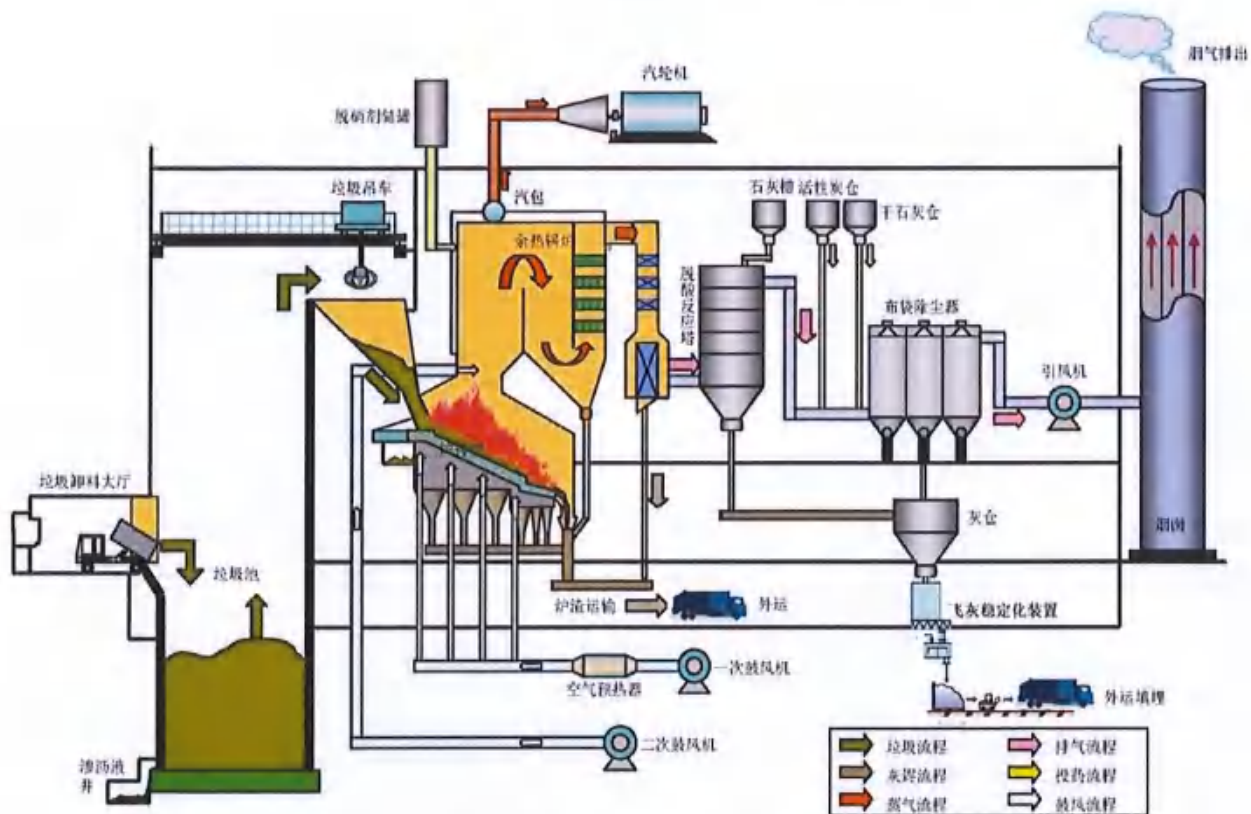 烟气排出
汽轮机
脱硝剂储罐
垃圾吊车
汽包
石灰槽
活性炭仓
干石灰仓
余热锅炉
脱酸反应塔
布袋除尘器
引风机
垃圾卸料大厅
灰仓
烟囱
垃圾池
炉渣运输
外运
飞灰稳定化装置
一次鼓风机
空气预热器
外运填埋
二次鼓风机
渗沥液
井
垃圾流程
排气流程
灰渣流程
投药流程
蒸气流程
鼓风流程